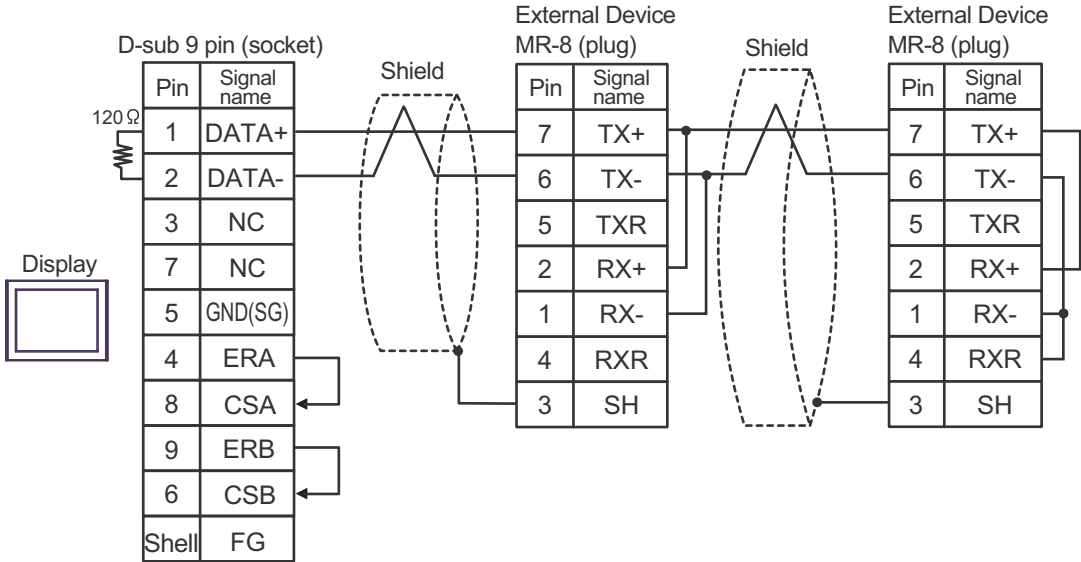 External Device
MR-8 (plug)
External Device
MR-8 (plug)
D-sub 9 pin (socket)
Shield
Shield
Display
120 Ω
Pin Signal name
1 DATA+
2 DATA-
3 NC
7 NC
5 GND(SG)
4 ERA
8 CSA
9 ERB
6 CSB
Shell FG
Pin Signal name
7 TX+
6 TX-
5 TXR
2 RX+
1 RX-
4 RXR
3 SH
Pin Signal name
7 TX+
6 TX-
5 TXR
2 RX+
1 RX-
4 RXR
3 SH